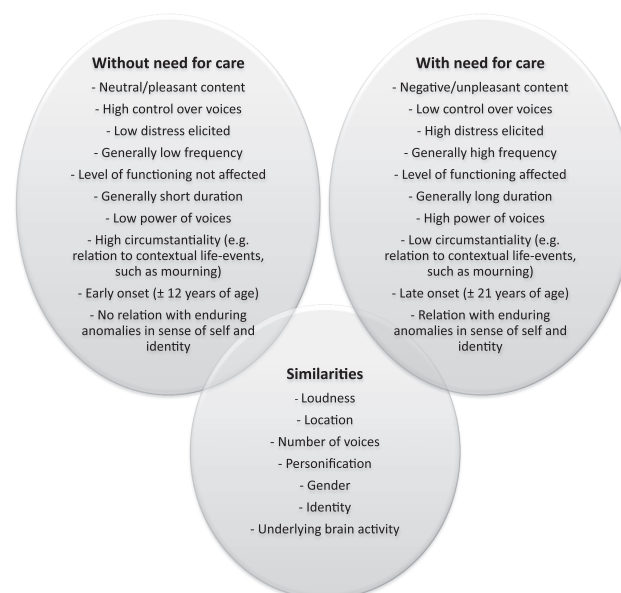 Without need for care
- Neutral/pleasant content
- High control over voices
- Low distress elicited
- Generally low frequency
- Level of functioning not affected
- Generally short duration
- Low power of voices
- High circumstantiality (e.g.
relation to contextual life-events,
such as mourning)
- Early onset (± 12 years of age)
- No relation with enduring
anomalies in sense of self and
identity
With need for care
- Negative/unpleasant content
- Low control over voices
- High distress elicited
- Generally high frequency
- Level of functioning affected
- Generally long duration
- High power of voices
- Low circumstantiality (e.g.
relation to contextual life-events,
such as mourning)
- Late onset (± 21 years of age)
- Relation with enduring
anomalies in sense of self and
identity
Similarities
- Loudness
- Location
- Number of voices
- Personification
- Gender
- Identity
- Underlying brain activity